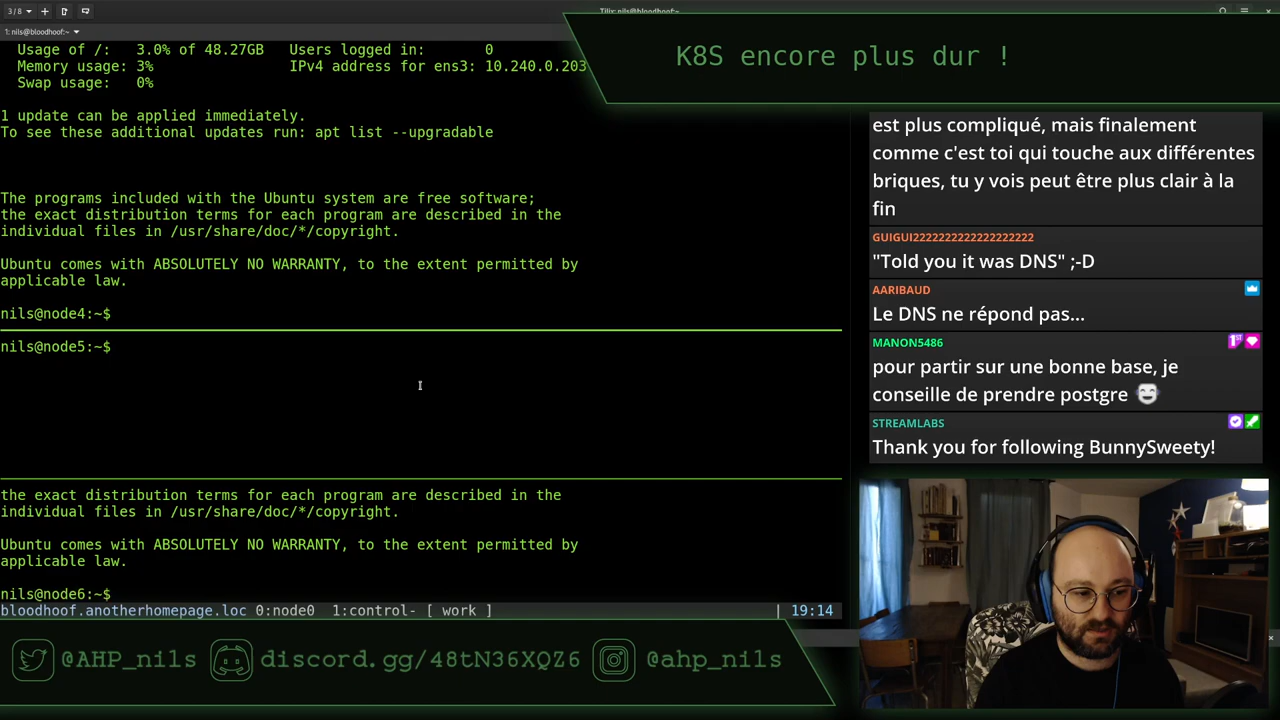 3 / 8
Tilix: nils@bloodhoof:~
1: nils@bloodhoof:~
Usage of /: 3.0% of 48.27GB Users logged in: 0
Memory usage: 3% IPv4 address for ens3: 10.240.0.203
Swap usage: 0%
1 update can be applied immediately.
To see these additional updates run: apt list --upgradable
The programs included with the Ubuntu system are free software;
the exact distribution terms for each program are described in the
individual files in /usr/share/doc/*/copyright.
Ubuntu comes with ABSOLUTELY NO WARRANTY, to the extent permitted by
applicable law.
nils@node4:~$
nils@node5:~$
the exact distribution terms for each program are described in the
individual files in /usr/share/doc/*/copyright.
Ubuntu comes with ABSOLUTELY NO WARRANTY, to the extent permitted by
applicable law.
nils@node6:~$
bloodhoof.anotherhomepage.loc 0:node0 1:control- [ work ] | 19:14
K8S encore plus dur !
est plus compliqué, mais finalement
comme c'est toi qui touche aux différentes
briques, tu y vois peut être plus clair à la
fin
GUIGUI2222222222222222222
"Told you it was DNS" ;-D
AARIBAUD
Le DNS ne répond pas...
MANON5486
pour partir sur une bonne base, je
conseille de prendre postgre
STREAMLABS
Thank you for following BunnySweety!
@AHP_nils discord.gg/48tN36XQZ6 @ahp_nils